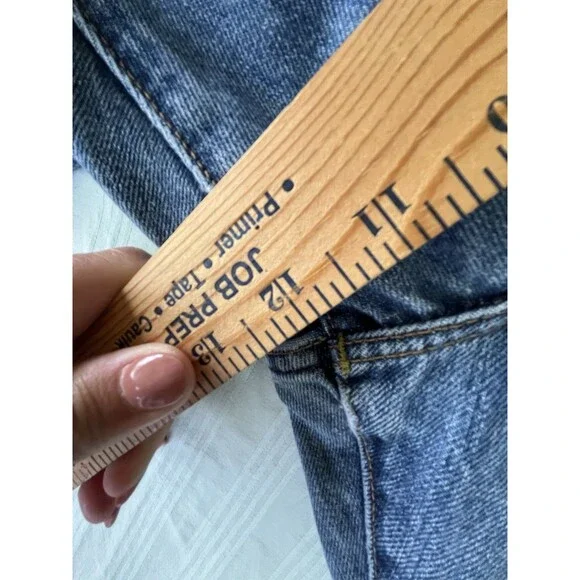 • Primer •
Tape • Caulk
JOB PREP
11
12
13